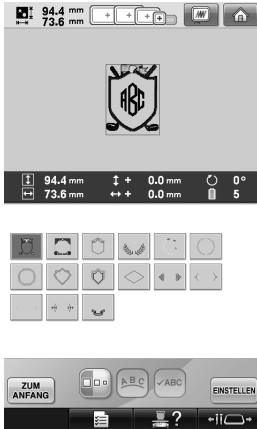 94.4 mm
73.6 mm
ABC
94.4 mm + 0.0 mm 0°
73.6 mm + 0.0 mm 5
ZUM ANFANG
ABC
✓ABC
EINSTELLEN
?